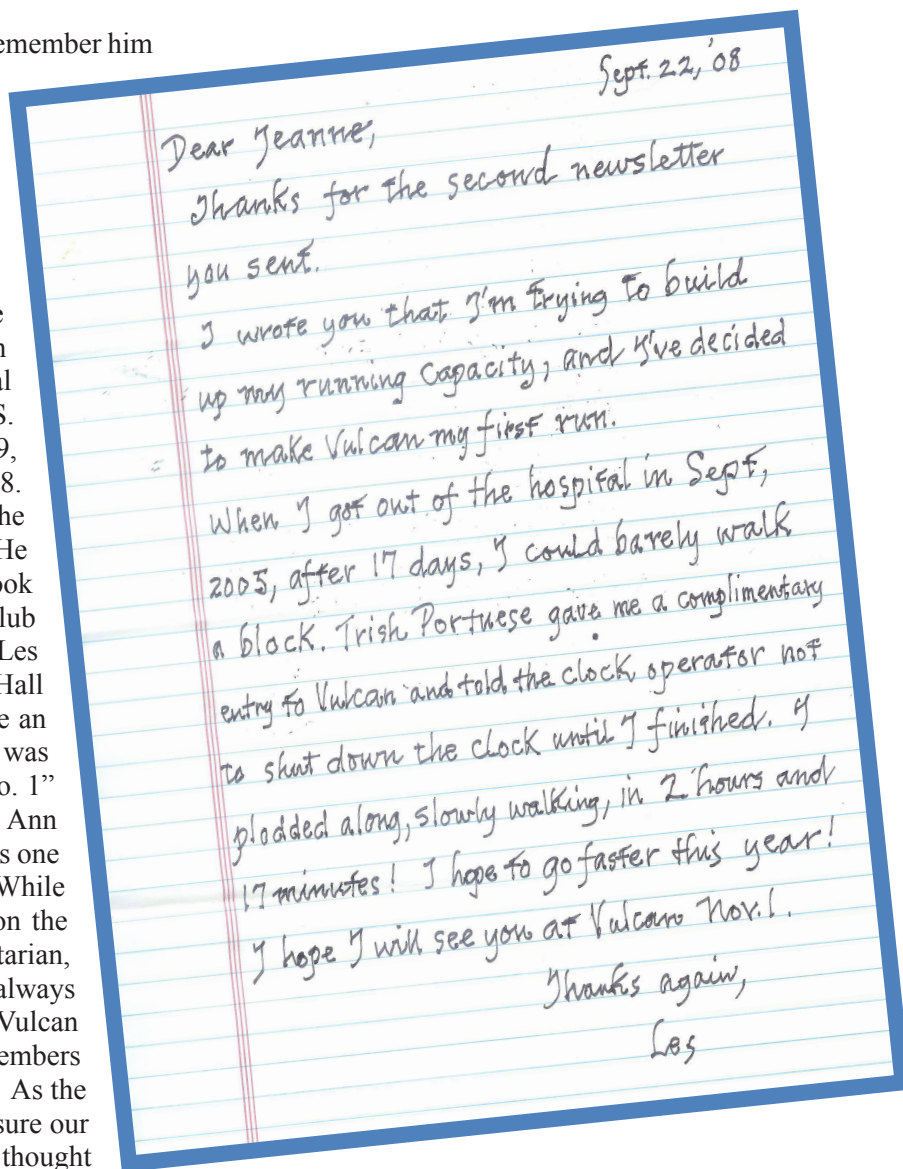 emember him
e
n
al
S.
9,
8.
he
He
ook
lub
Les
Hall
e an
was
o. 1”
Ann
s one
While
on the
tarian,
always
Vulcan
embers
As the
sure our
thought
Sept. 22, '08
Dear Jeanne,
Thanks for the second newsletter
you sent.
I wrote you that I'm trying to build
up my running capacity, and I've decided
to make Vulcan my first run.
When I got out of the hospital in Sept,
2005, after 17 days, I could barely walk
a block. Trish Portuese gave me a complimentary
entry to Vulcan and told the clock operator not
to shut down the clock until I finished. I
plodded along, slowly walking, in 2 hours and
17 minutes! I hope to go faster this year!
I hope I will see you at Vulcan Nov. 1.
Thanks again,
Les